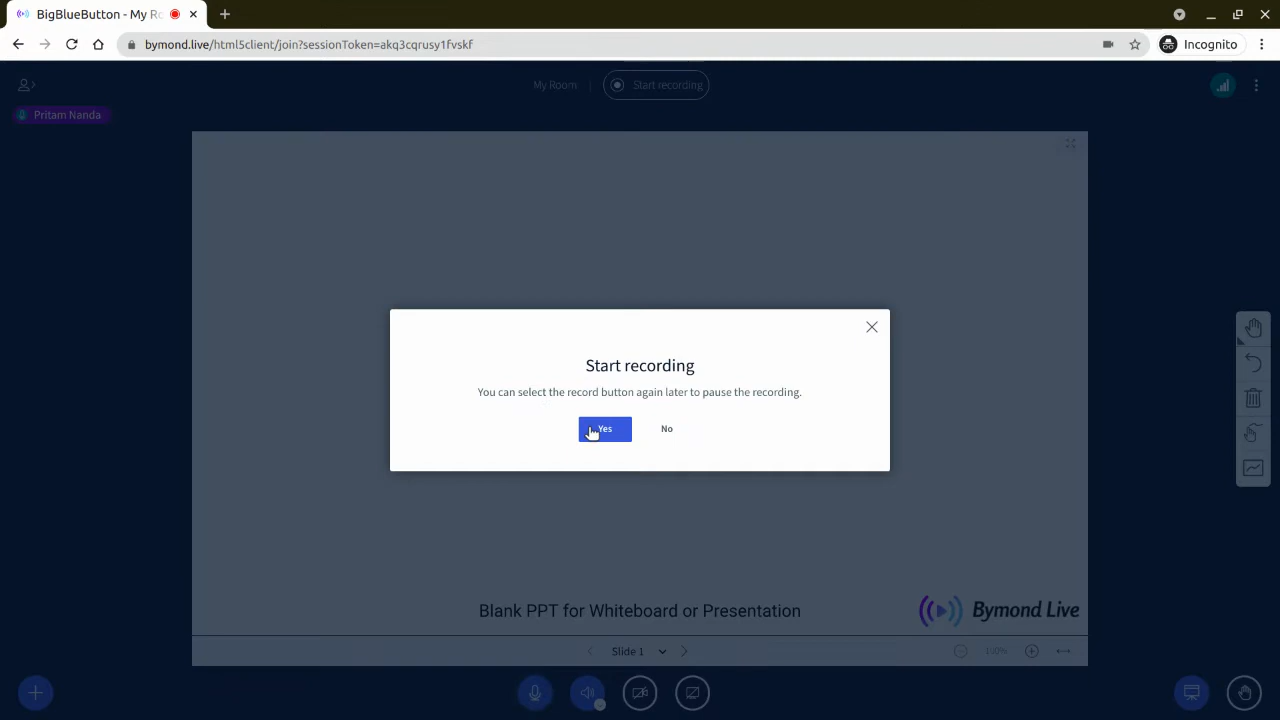 BigBlueButton - My Ro
bymond.live/html5client/join?sessionToken=akq3cqrusy1fvskf
Incognito
My Room
Start recording
Pritam Nanda
Start recording
You can select the record button again later to pause the recording.
Yes
No
Blank PPT for Whiteboard or Presentation
Bymond Live
Slide 1
100%